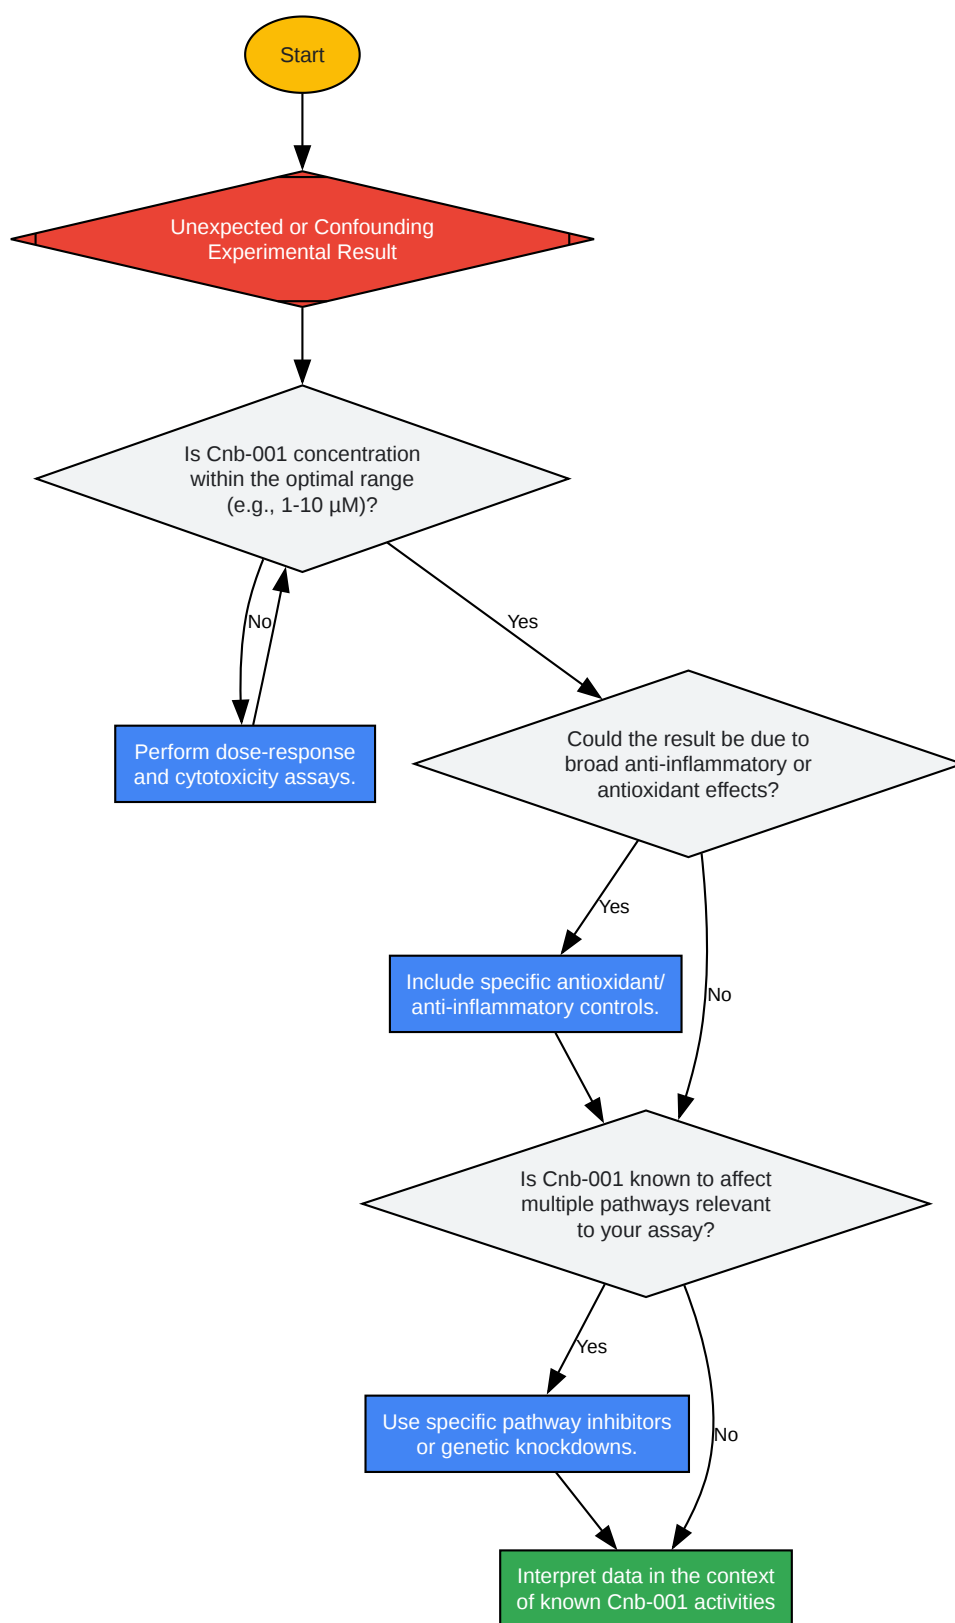 Start
Unexpected or Confounding
Experimental Result
Is Cnb-001 concentration
within the optimal range
(e.g., 1-10 µM)?
No
Yes
Perform dose-response
and cytotoxicity assays.
Could the result be due to
broad anti-inflammatory or
antioxidant effects?
Yes
Include specific antioxidant/
anti-inflammatory controls.
No
Is Cnb-001 known to affect
multiple pathways relevant
to your assay?
Yes
Use specific pathway inhibitors
or genetic knockdowns.
No
Interpret data in the context
of known Cnb-001 activities